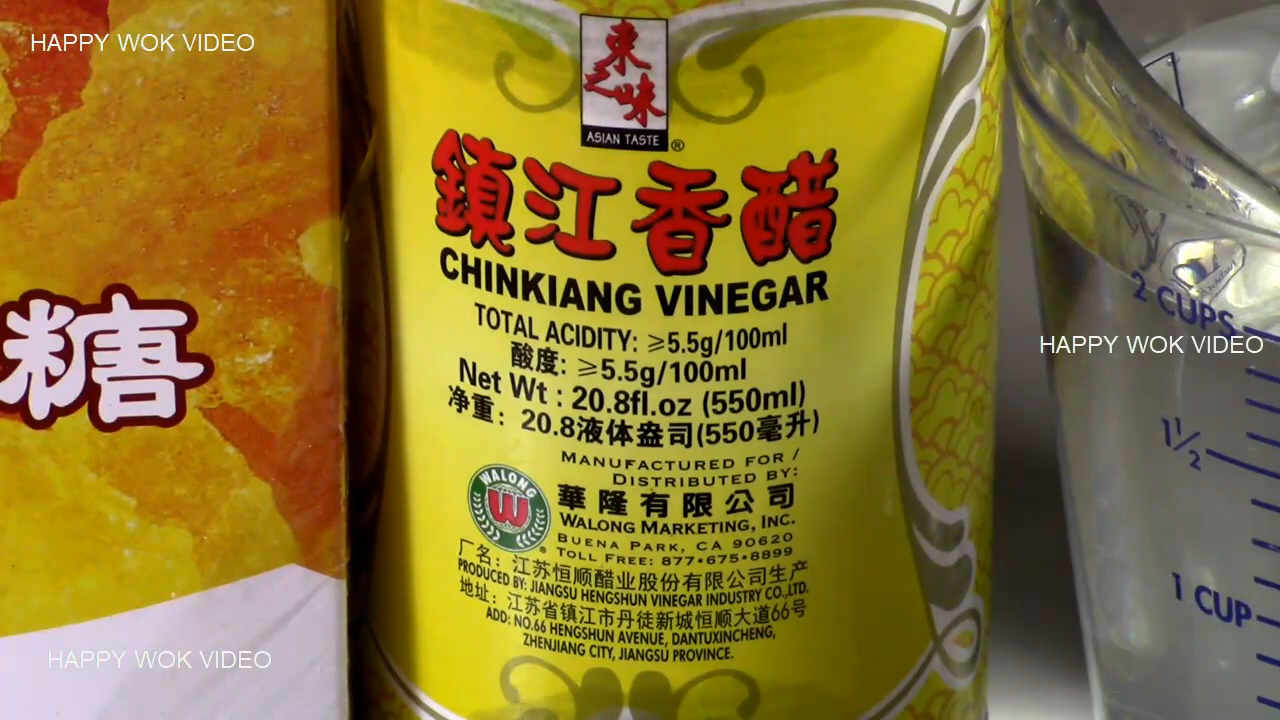 HAPPY WOK VIDEO
東之味
ASIAN TASTE ®
鎮江香醋
CHINKIANG VINEGAR
TOTAL ACIDITY: ≥5.5g/100ml
酸度: ≥5.5g/100ml
Net Wt : 20.8fl.oz (550ml)
净重: 20.8液体盎司(550毫升)
MANUFACTURED FOR /
DISTRIBUTED BY:
WALONG
W
®
華隆有限公司
WALONG MARKETING, INC.
BUENA PARK, CA 90620
TOLL FREE: 877•675•8899
厂名: 江苏恒顺醋业股份有限公司生产
PRODUCED BY: JIANGSU HENGSHUN VINEGAR INDUSTRY CO.,LTD.
地址: 江苏省镇江市丹徒新城恒顺大道66号
ADD: NO.66 HENGSHUN AVENUE, DANTUXINCHENG,
ZHENJIANG CITY, JIANGSU PROVINCE.
糖
2 CUPS
HAPPY WOK VIDEO
1½
1 CUP
HAPPY WOK VIDEO